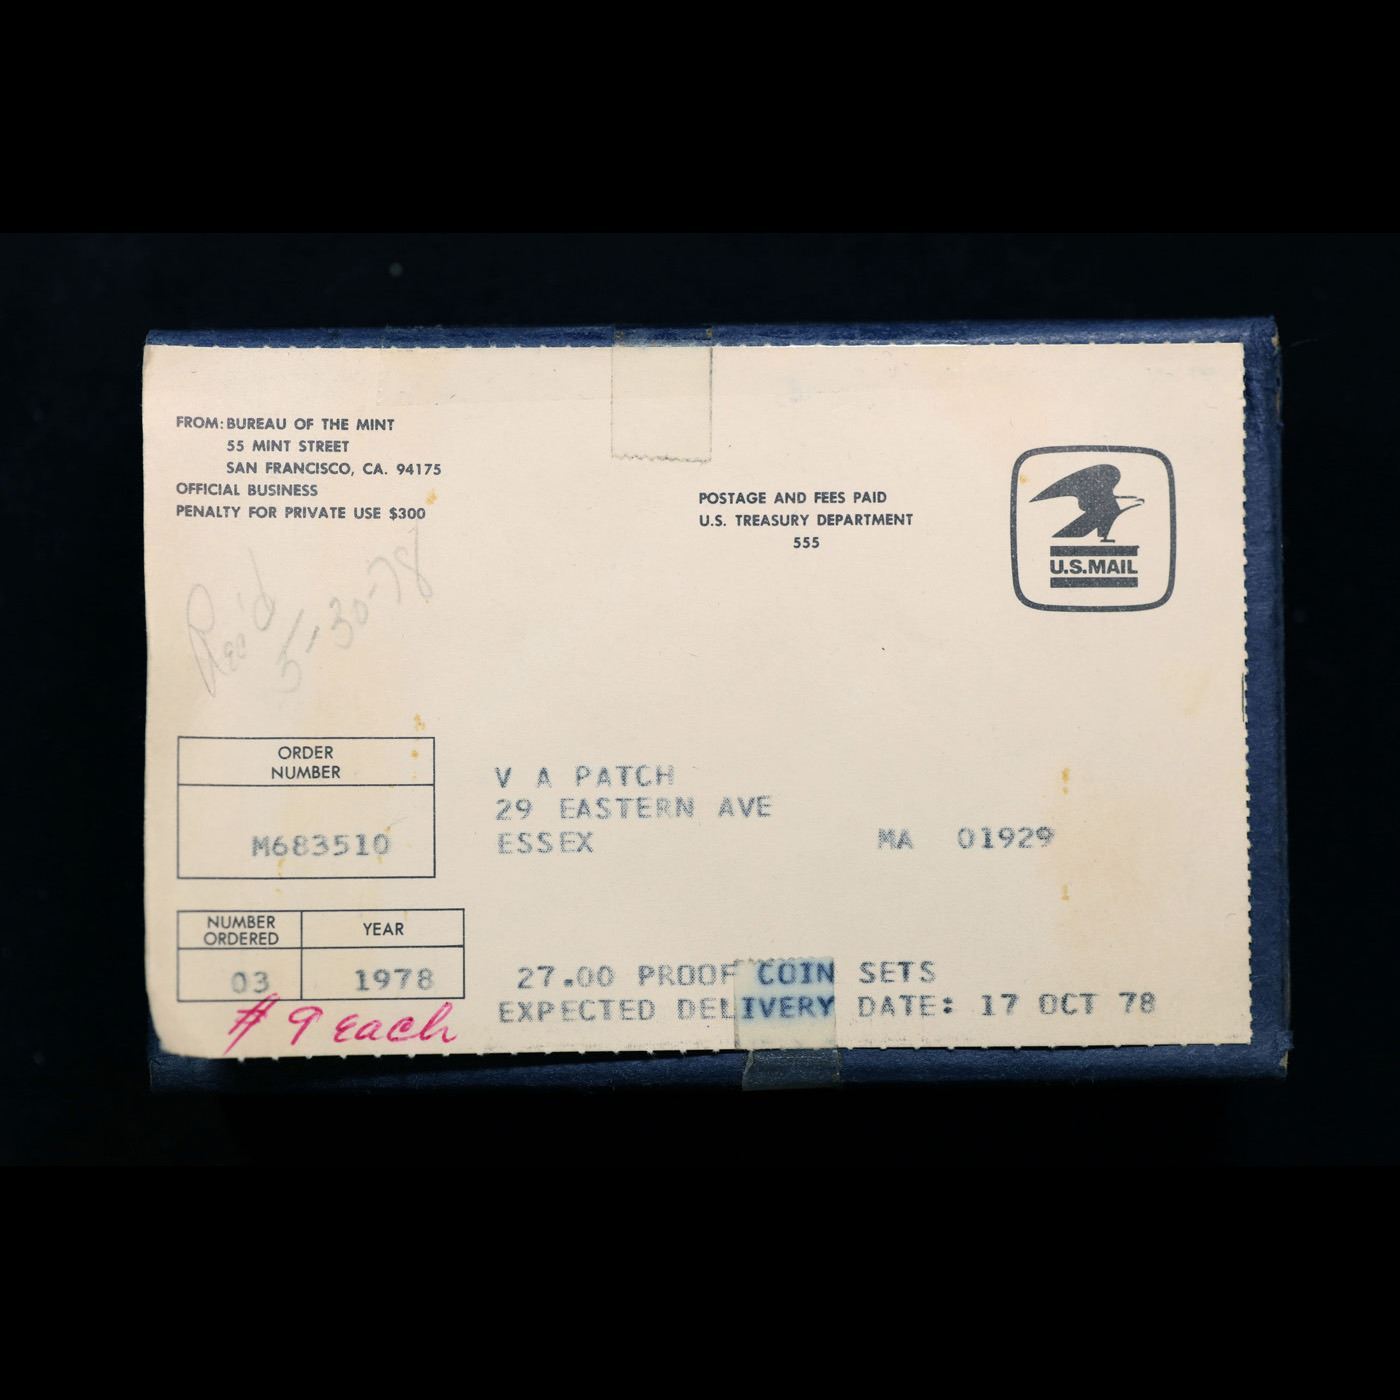 FROM: BUREAU OF THE MINT
55 MINT STREET
SAN FRANCISCO, CA. 94175
OFFICIAL BUSINESS
PENALTY FOR PRIVATE USE $300
POSTAGE AND FEES PAID
U.S. TREASURY DEPARTMENT
555
U.S.MAIL
Rec'd
5-30-78
ORDER
NUMBER
M683510
V A PATCH
29 EASTERN AVE
ESSEX MA 01929
NUMBER
ORDERED
YEAR
03
1978
27.00 PROOF COIN SETS
EXPECTED DELIVERY DATE: 17 OCT 78
# 9 each